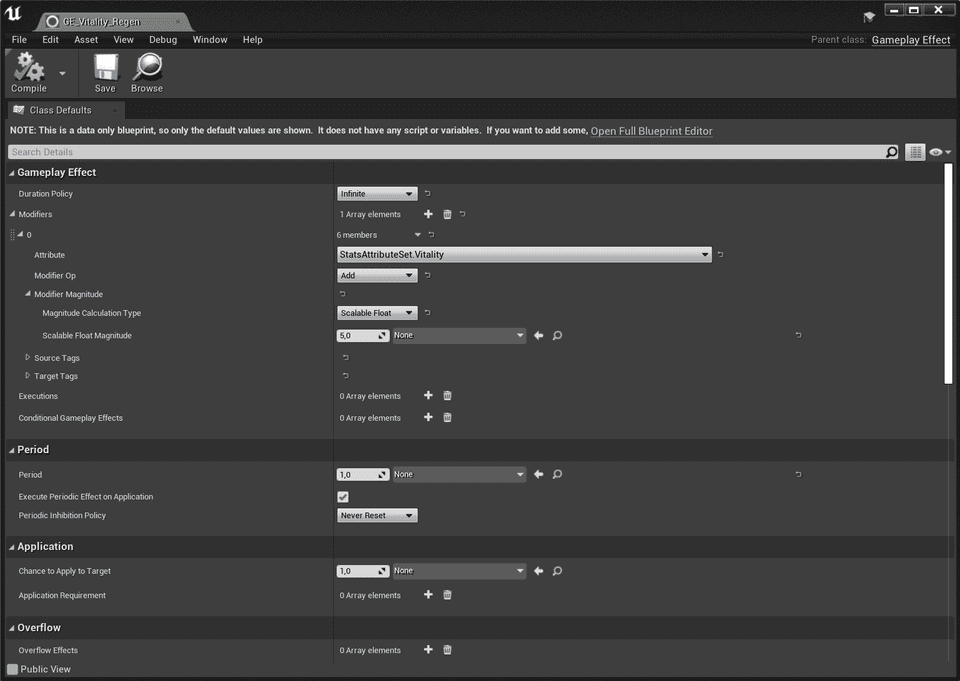 GE_Vitality_Regen
File Edit Asset View Debug Window Help
Parent class: Gameplay Effect
Compile Save Browse
Class Defaults
NOTE: This is a data only blueprint, so only the default values are shown. It does not have any script or variables. If you want to add some, Open Full Blueprint Editor
Search Details
Gameplay Effect
Duration Policy Infinite
Modifiers 1 Array elements
0 6 members
Attribute StatsAttributeSet.Vitality
Modifier Op Add
Modifier Magnitude
Magnitude Calculation Type Scalable Float
Scalable Float Magnitude 5,0 None
Source Tags
Target Tags
Executions 0 Array elements
Conditional Gameplay Effects 0 Array elements
Period
Period 1,0 None
Execute Periodic Effect on Application
Periodic Inhibition Policy Never Reset
Application
Chance to Apply to Target 1,0 None
Application Requirement 0 Array elements
Overflow
Overflow Effects 0 Array elements
Public View